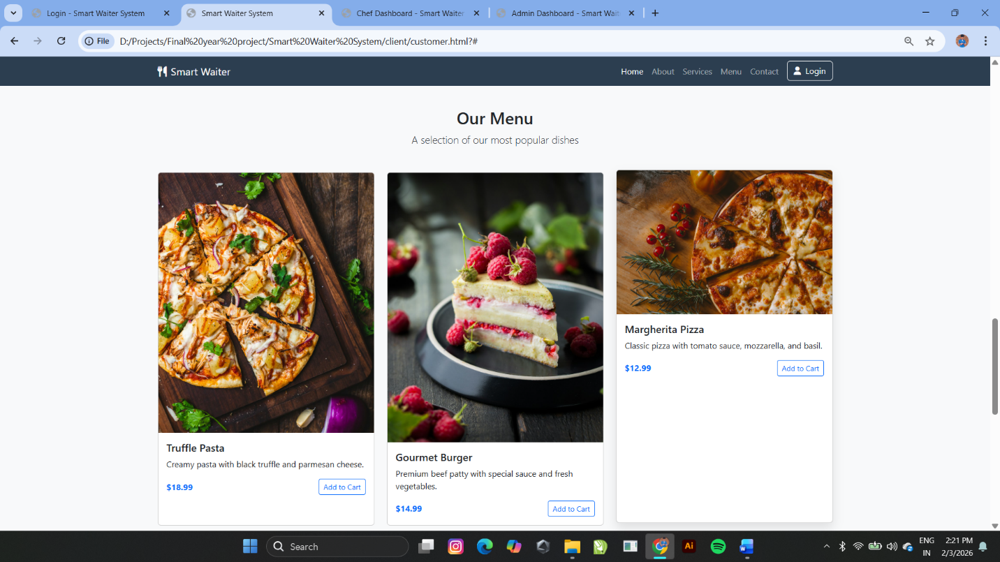 Login - Smart Waiter System
Smart Waiter System
Chef Dashboard - Smart Waiter
Admin Dashboard - Smart Wait
File
D:/Projects/Final%20year%20project/Smart%20Waiter%20System/client/customer.html?#
Smart Waiter
Home
About
Services
Menu
Contact
Login
Our Menu
A selection of our most popular dishes
Truffle Pasta
Creamy pasta with black truffle and parmesan cheese.
$18.99
Add to Cart
Gourmet Burger
Premium beef patty with special sauce and fresh
vegetables.
$14.99
Add to Cart
Margherita Pizza
Classic pizza with tomato sauce, mozzarella, and basil.
$12.99
Add to Cart
Search
Ai
W
ENG
IN
2:21 PM
2/3/2026